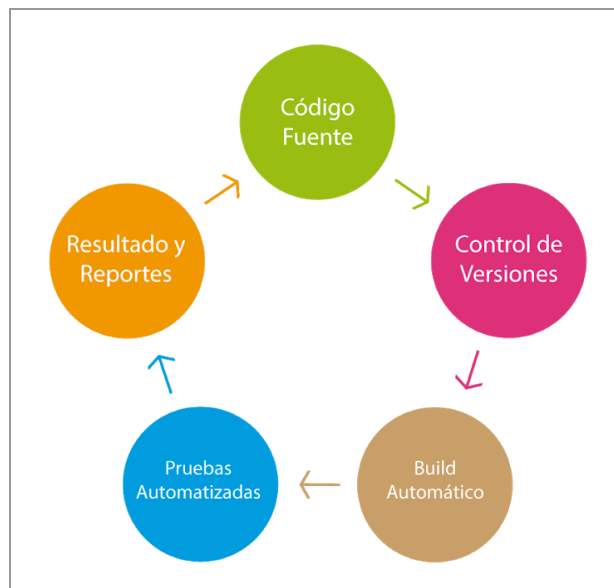 Código
Fuente
Control de
Versiones
Build
Automático
Pruebas
Automatizadas
Resultado y
Reportes